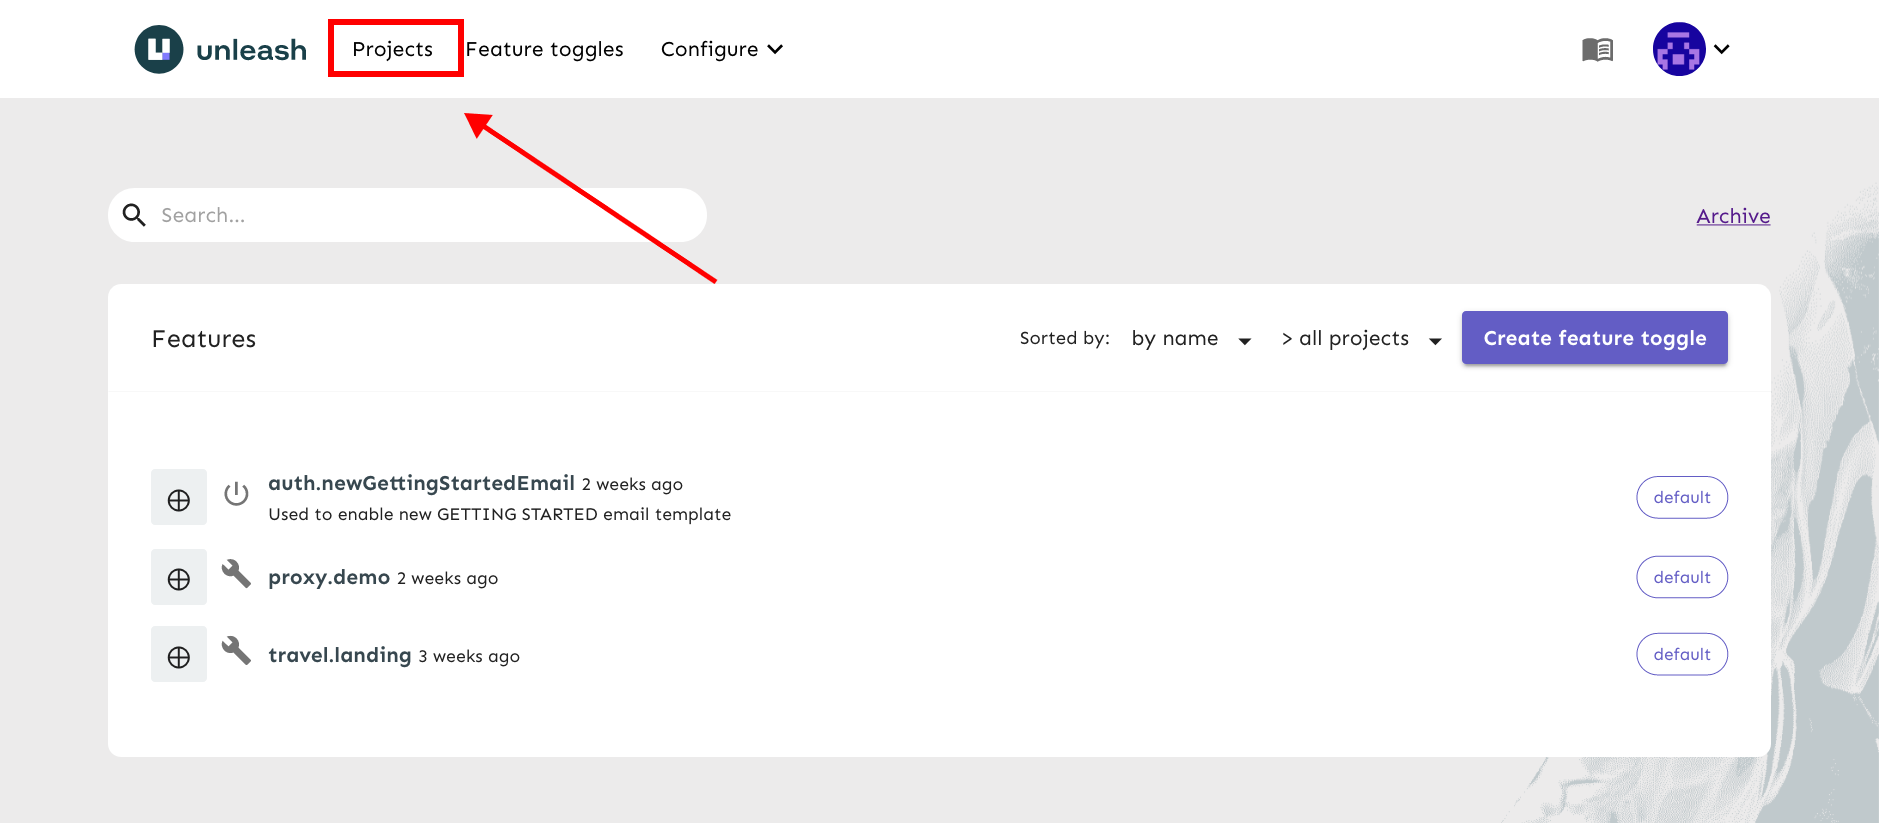 unleash Projects Feature toggles Configure
Search...
Archive
Features Sorted by: by name > all projects Create feature toggle
auth.newGettingStartedEmail 2 weeks ago
Used to enable new GETTING STARTED email template
default
proxy.demo 2 weeks ago
default
travel.landing 3 weeks ago
default